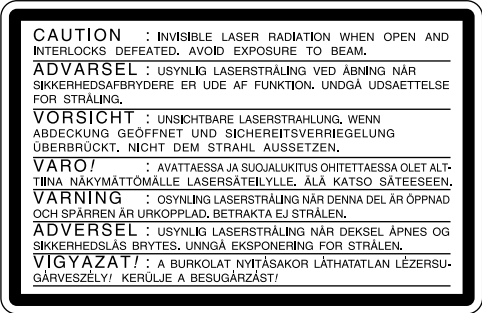 CAUTION : INVISIBLE LASER RADIATION WHEN OPEN AND
INTERLOCKS DEFEATED. AVOID EXPOSURE TO BEAM.
ADVARSEL : USYNLIG LASERSTRÅLING VED ÅBNING NÅR
SIKKERHEDSAFBRYDERE ER UDE AF FUNKTION. UNDGÅ UDSAETTELSE
FOR STRÅLING.
VORSICHT : UNSICHTBARE LASERSTRAHLUNG. WENN
ABDECKUNG GEÖFFNET UND SICHEREITSVERRIEGELUNG
ÜBERBRÜCKT. NICHT DEM STRAHL AUSSETZEN.
VARO! : AVATTAESSA JA SUOJALUKITUS OHITETTAESSA OLET ALT-
TIINA NÄKYMÄTTÖMÄLLE LASERSÄTEILYLLE. ÄLÄ KATSO SÄTEESEEN.
VARNING : OSYNLIG LASERSTRÅLING NÄR DENNA DEL ÄR ÖPPNAD
OCH SPÄRREN ÄR URKOPPLAD. BETRAKTA EJ STRÅLEN.
ADVERSEL : USYNLIG LASERSTRÅLING NÅR DEKSEL ÅPNES OG
SIKKERHEDSLÅS BRYTES. UNNGÅ EKSPONERING FOR STRÅLEN.
VIGYAZAT! : A BURKOLAT NYITÁSAKOR LÁTHATATLAN LÉZERSU-
GÁRVESZÉLY! KERÜLJE A BESUGÁRZÁST!